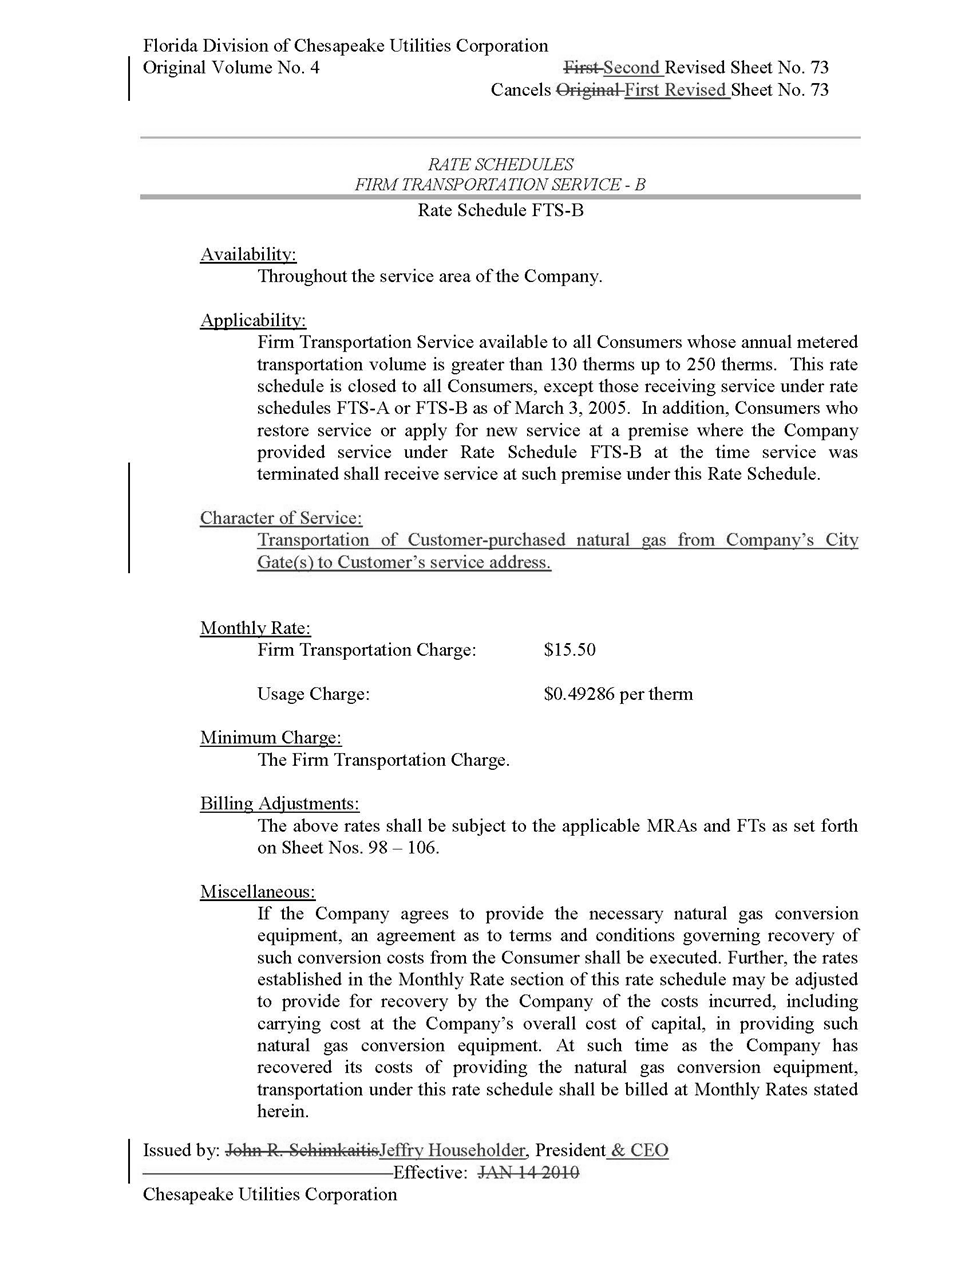 Florida Division of Chesapeake Utilities Corporation
Original Volume No. 4 First Second Revised Sheet No. 73
Cancels Original First Revised Sheet No. 73
RATE SCHEDULES
FIRM TRANSPORTATION SERVICE - B
Rate Schedule FTS-B
Availability:
Throughout the service area of the Company.
Applicability:
Firm Transportation Service available to all Consumers whose annual metered
transportation volume is greater than 130 therms up to 250 therms. This rate
schedule is closed to all Consumers, except those receiving service under rate
schedules FTS-A or FTS-B as of March 3, 2005. In addition, Consumers who
restore service or apply for new service at a premise where the Company
provided service under Rate Schedule FTS-B at the time service was
terminated shall receive service at such premise under this Rate Schedule.
Character of Service:
Transportation of Customer-purchased natural gas from Company's City
Gate(s) to Customer's service address.
Monthly Rate:
Firm Transportation Charge: $15.50
Usage Charge: $0.49286 per therm
Minimum Charge:
The Firm Transportation Charge.
Billing Adjustments:
The above rates shall be subject to the applicable MRAs and FTs as set forth
on Sheet Nos. 98 – 106.
Miscellaneous:
If the Company agrees to provide the necessary natural gas conversion
equipment, an agreement as to terms and conditions governing recovery of
such conversion costs from the Consumer shall be executed. Further, the rates
established in the Monthly Rate section of this rate schedule may be adjusted
to provide for recovery by the Company of the costs incurred, including
carrying cost at the Company's overall cost of capital, in providing such
natural gas conversion equipment. At such time as the Company has
recovered its costs of providing the natural gas conversion equipment,
transportation under this rate schedule shall be billed at Monthly Rates stated
herein.
Issued by: John R. SchimkaitisJeffry Householder, President & CEO
Effective: JAN 14 2010
Chesapeake Utilities Corporation